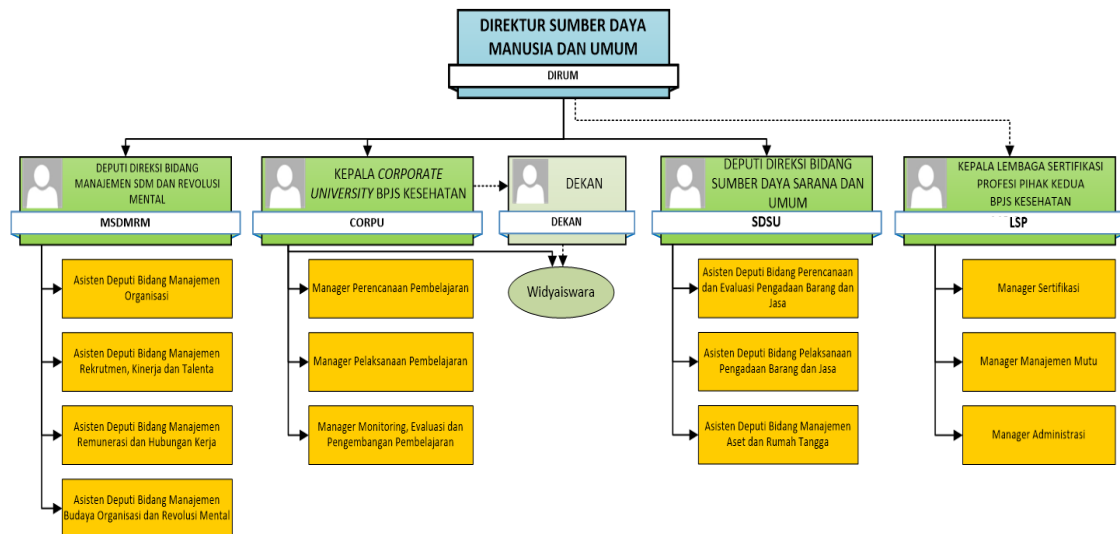 DIREKTUR SUMBER DAYA
MANUSIA DAN UMUM
DIRUM
DEPUTI DIREKSI BIDANG
MANAJEMEN SDM DAN REVOLUSI
MENTAL
MSDMRM
KEPALA CORPORATE
UNIVERSITY BPJS KESEHATAN
CORPU
DEKAN
DEKAN
DEPUTI DIREKSI BIDANG
SUMBER DAYA SARANA DAN
UMUM
SDSU
KEPALA LEMBAGA SERTIFIKASI
PROFESI PIHAK KEDUA
BPJS KESEHATAN
LSP
Asisten Deputi Bidang Manajemen
Organisasi
Asisten Deputi Bidang Manajemen
Rekrutmen, Kinerja dan Talenta
Asisten Deputi Bidang Manajemen
Remunerasi dan Hubungan Kerja
Asisten Deputi Bidang Manajemen
Budaya Organisasi dan Revolusi Mental
Manager Perencanaan Pembelajaran
Manager Pelaksanaan Pembelajaran
Manager Monitoring, Evaluasi dan
Pengembangan Pembelajaran
Widyaiswara
Asisten Deputi Bidang Perencanaan
dan Evaluasi Pengadaan Barang dan
Jasa
Asisten Deputi Bidang Pelaksanaan
Pengadaan Barang dan Jasa
Asisten Deputi Bidang Manajemen
Aset dan Rumah Tangga
Manager Sertifikasi
Manager Manajemen Mutu
Manager Administrasi